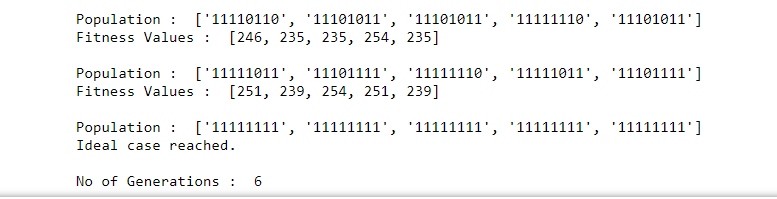 Population :  ['11110110', '11101011', '11101011', '11111110', '11101011']
Fitness Values :  [246, 235, 235, 254, 235]
Population :  ['11111011', '11101111', '11111110', '11111011', '11101111']
Fitness Values :  [251, 239, 254, 251, 239]
Population :  ['11111111', '11111111', '11111111', '11111111', '11111111']
Ideal case reached.
No of Generations :  6